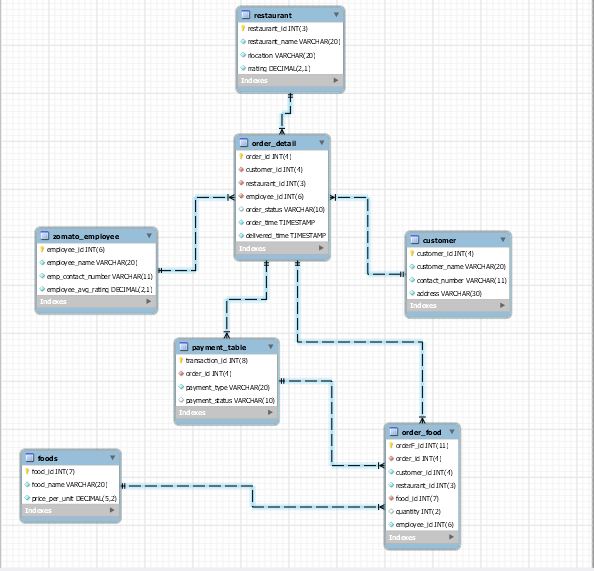 restaurant
restaurant_id INT(3)
restaurant_name VARCHAR(20)
rlocation VARCHAR(20)
rrating DECIMAL(2,1)
Indexes
order_detail
order_id INT(4)
customer_id INT(4)
restaurant_id INT(3)
employee_id INT(6)
order_status VARCHAR(10)
order_time TIMESTAMP
delivered_time TIMESTAMP
Indexes
zomato_employee
employee_id INT(6)
employee_name VARCHAR(20)
emp_contact_number VARCHAR(11)
employee_avg_rating DECIMAL(2,1)
Indexes
customer
customer_id INT(4)
customer_name VARCHAR(20)
contact_number VARCHAR(11)
address VARCHAR(30)
Indexes
payment_table
transaction_id INT(8)
order_id INT(4)
payment_type VARCHAR(20)
payment_status VARCHAR(10)
Indexes
order_food
orderF_id INT(11)
order_id INT(4)
customer_id INT(4)
restaurant_id INT(3)
food_id INT(7)
quantity INT(2)
employee_id INT(6)
Indexes
foods
food_id INT(7)
food_name VARCHAR(20)
price_per_unit DECIMAL(5,2)
Indexes